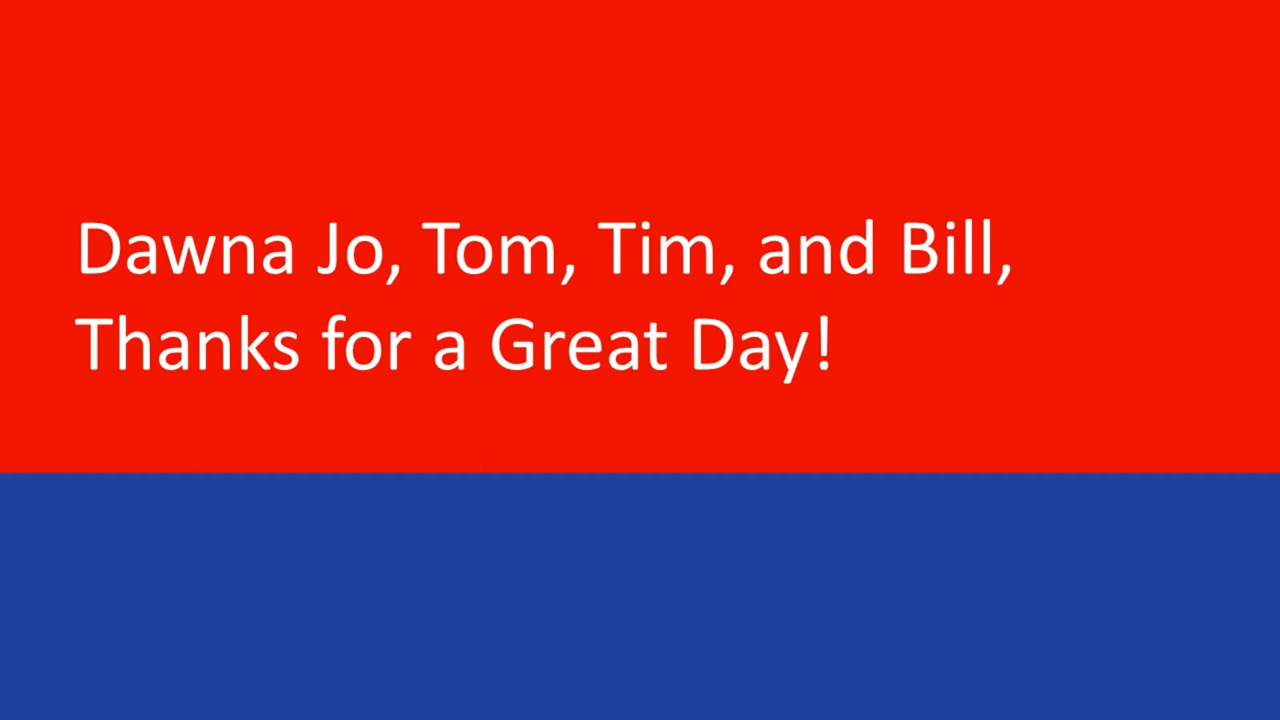 Dawna Jo, Tom, Tim, and Bill,
Thanks for a Great Day!